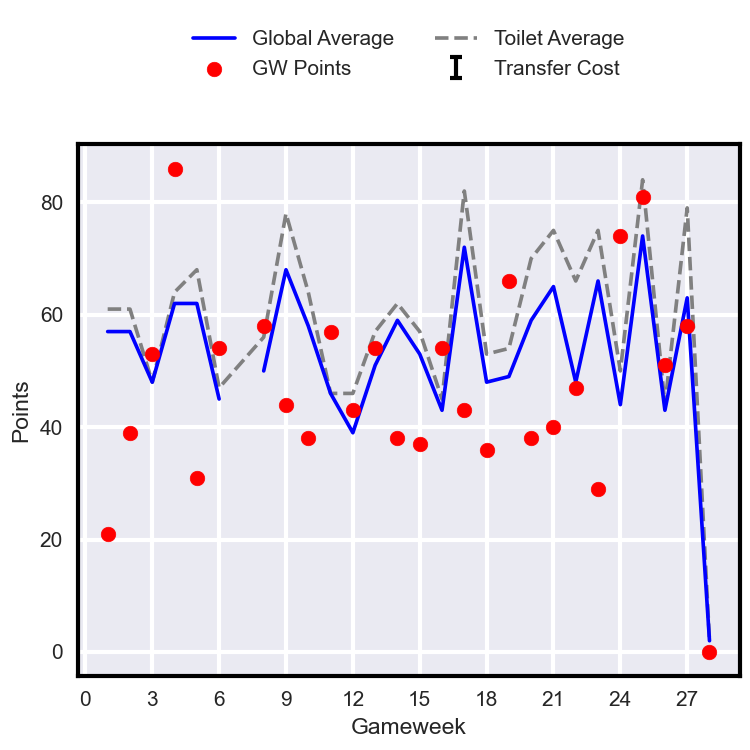 Global Average
GW Points
Toilet Average
Transfer Cost
Points
80
60
40
20
0
0 3 6 9 12 15 18 21 24 27
Gameweek